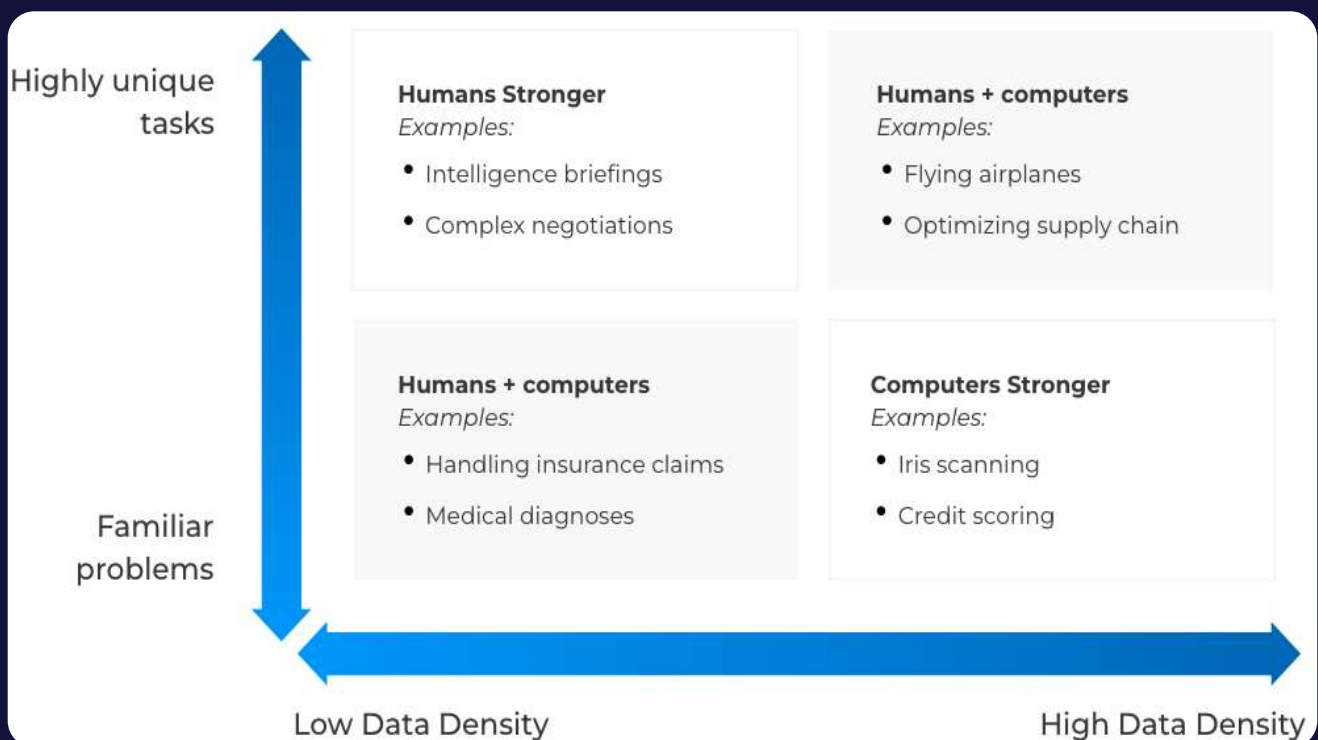 Highly unique
tasks
Humans Stronger
Examples:
• Intelligence briefings
• Complex negotiations
Humans + computers
Examples:
• Flying airplanes
• Optimizing supply chain
Familiar
problems
Humans + computers
Examples:
• Handling insurance claims
• Medical diagnoses
Computers Stronger
Examples:
• Iris scanning
• Credit scoring
Low Data Density
High Data Density